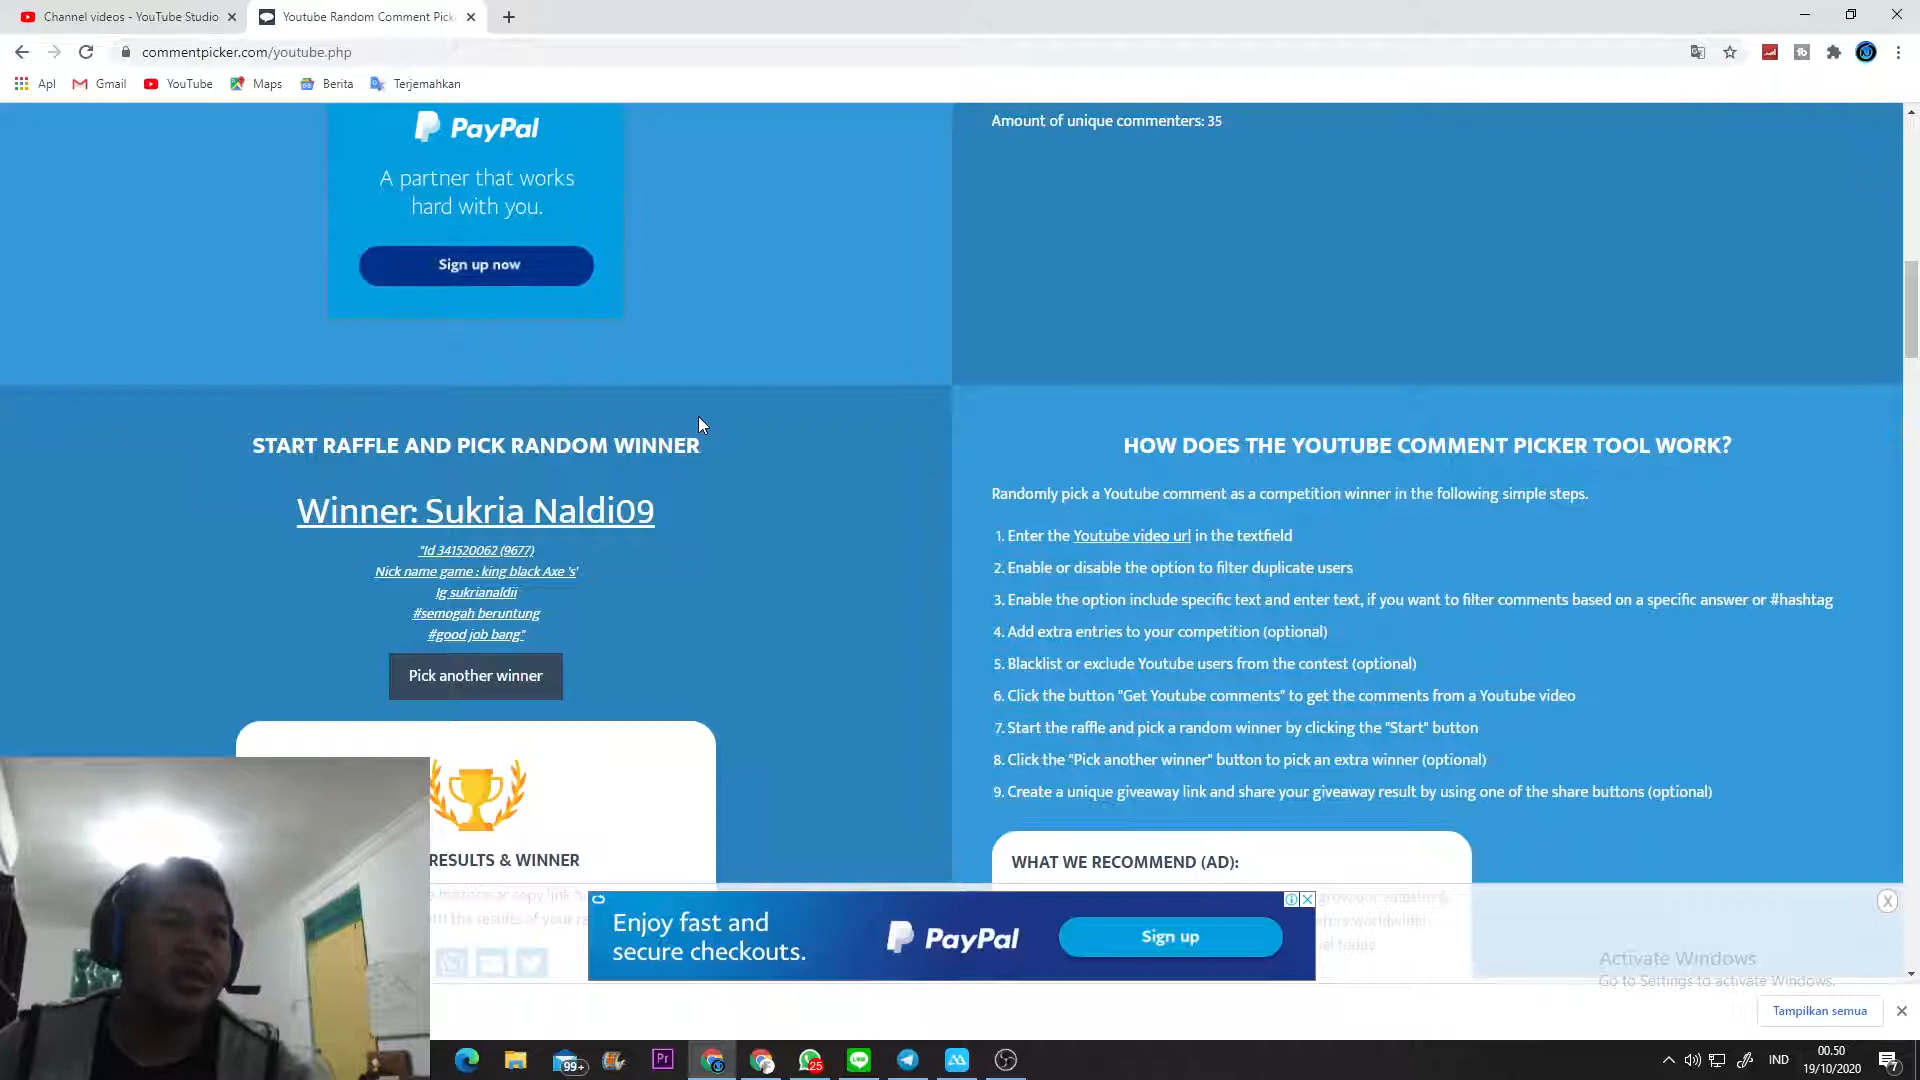 Channel videos - YouTube Studio
Youtube Random Comment Pick
commentpicker.com/youtube.php
Apl
Gmail
YouTube
Maps
Berita
Terjemahkan
PayPal
A partner that works
hard with you.
Sign up now
Amount of unique commenters: 35
START RAFFLE AND PICK RANDOM WINNER
Winner: Sukria Naldi09
"Id 341520062 (9677)
Nick name game : king black Axe 's'
Ig sukrianaldii
#semogah beruntung
#good job bang"
Pick another winner
RESULTS & WINNER
HOW DOES THE YOUTUBE COMMENT PICKER TOOL WORK?
Randomly pick a Youtube comment as a competition winner in the following simple steps.
1. Enter the Youtube video url in the textfield
2. Enable or disable the option to filter duplicate users
3. Enable the option include specific text and enter text, if you want to filter comments based on a specific answer or #hashtag
4. Add extra entries to your competition (optional)
5. Blacklist or exclude Youtube users from the contest (optional)
6. Click the button "Get Youtube comments" to get the comments from a Youtube video
7. Start the raffle and pick a random winner by clicking the "Start" button
8. Click the "Pick another winner" button to pick an extra winner (optional)
9. Create a unique giveaway link and share your giveaway result by using one of the share buttons (optional)
WHAT WE RECOMMEND (AD):
Enjoy fast and
secure checkouts.
PayPal
Sign up
X
Activate Windows
Go to Settings to activate Windows.
Tampilkan semua
99+
Pr
25
LINE
IND
00.50
19/10/2020
7